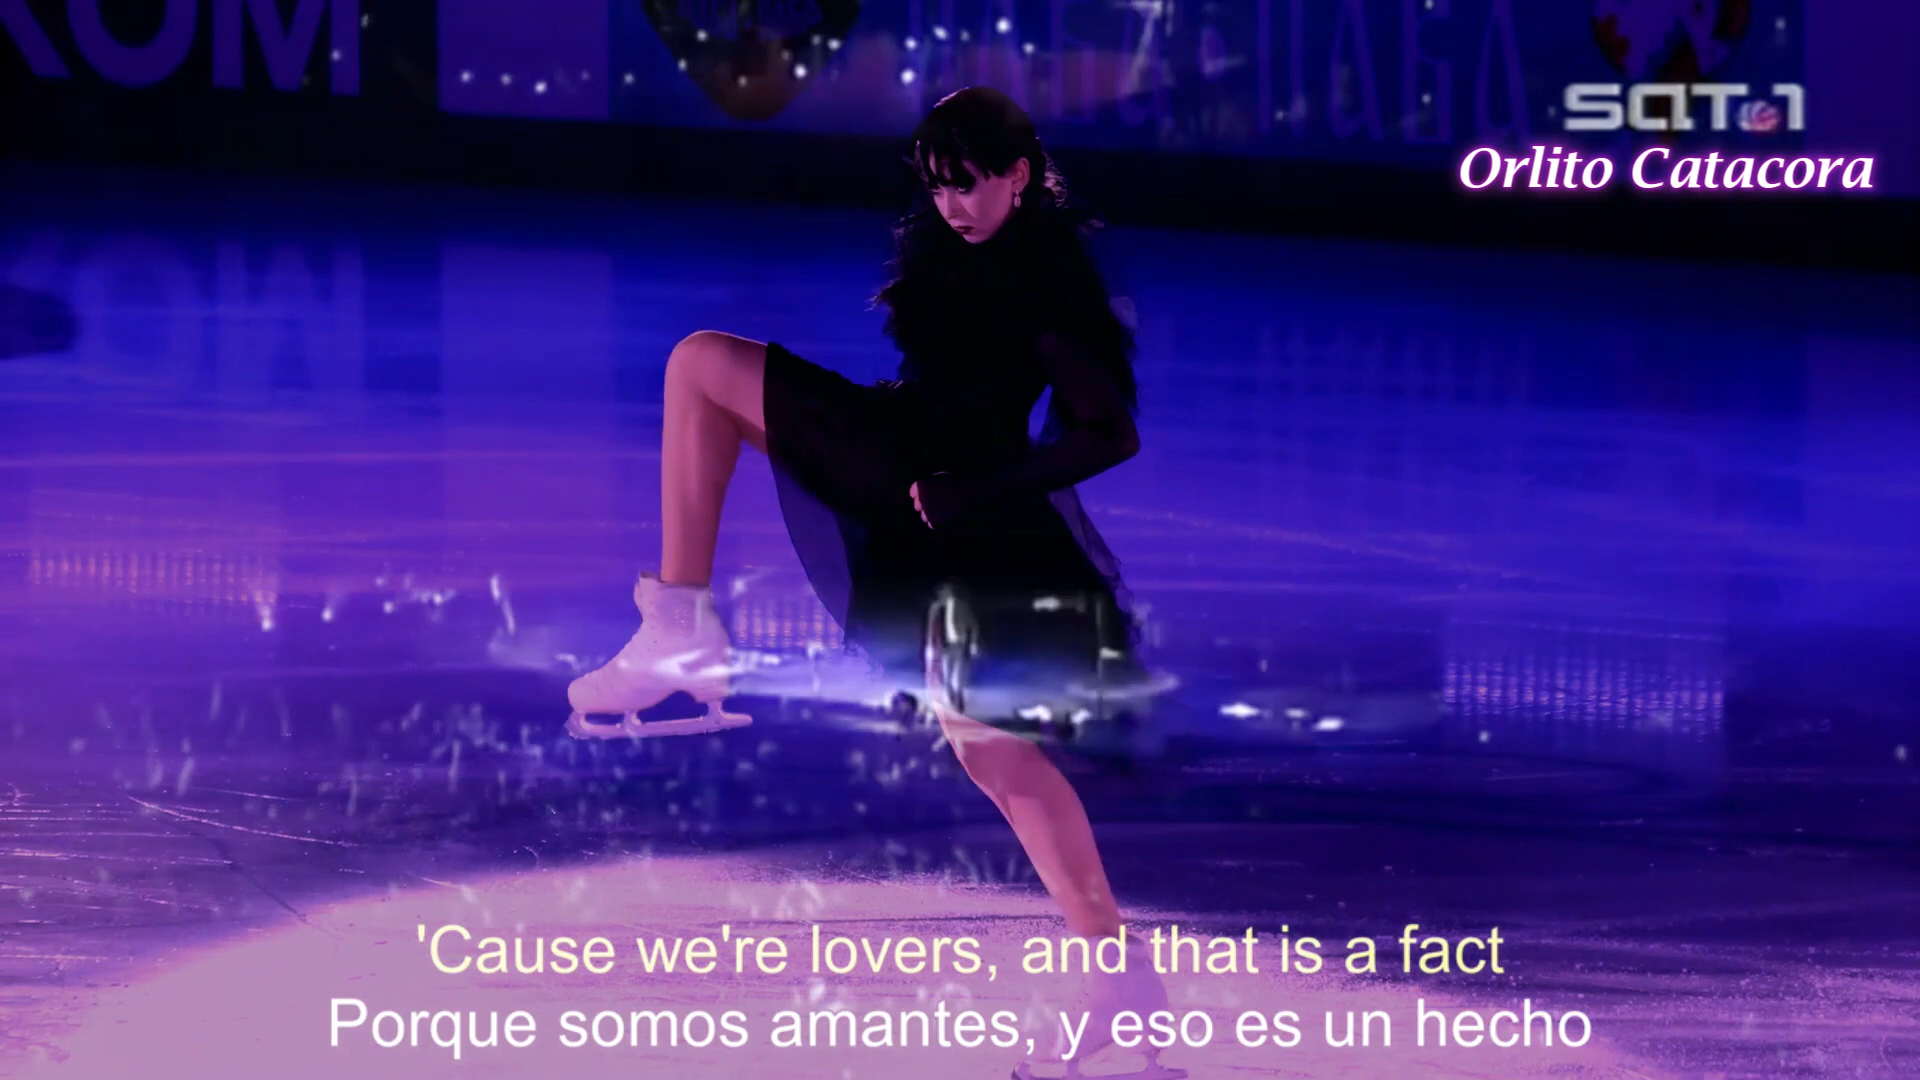 KOM
SAT.1
Orlito Catacora
'Cause we're lovers, and that is a fact
Porque somos amantes, y eso es un hecho